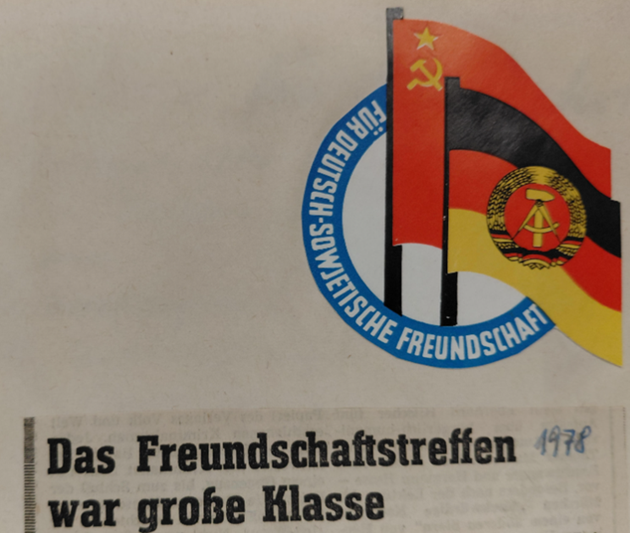 FÜR DEUTSCH-SOWJETISCHE FREUNDSCHAFT
Das Freundschaftstreffen 1978
war große Klasse